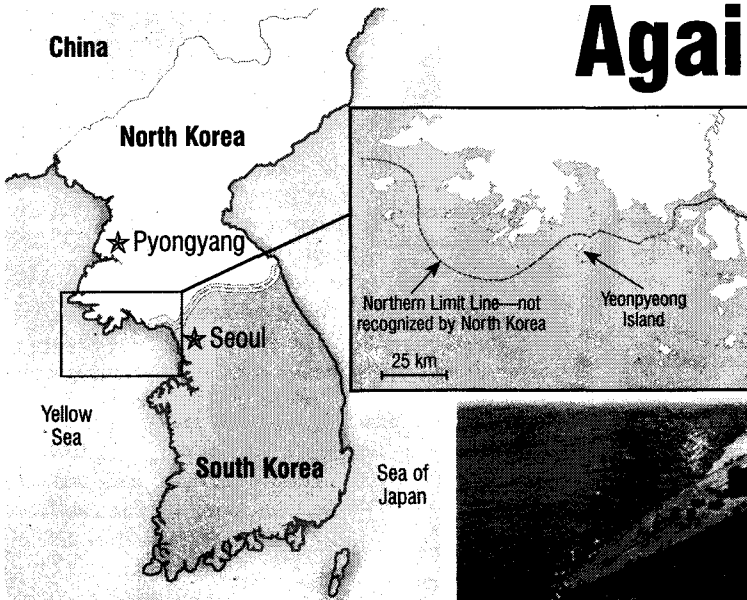 Agai
China
North Korea
Pyongyang
Northern Limit Line—not
recognized by North Korea
Yeonpyeong
Island
25 km
Seoul
Yellow
Sea
South Korea
Sea of
Japan